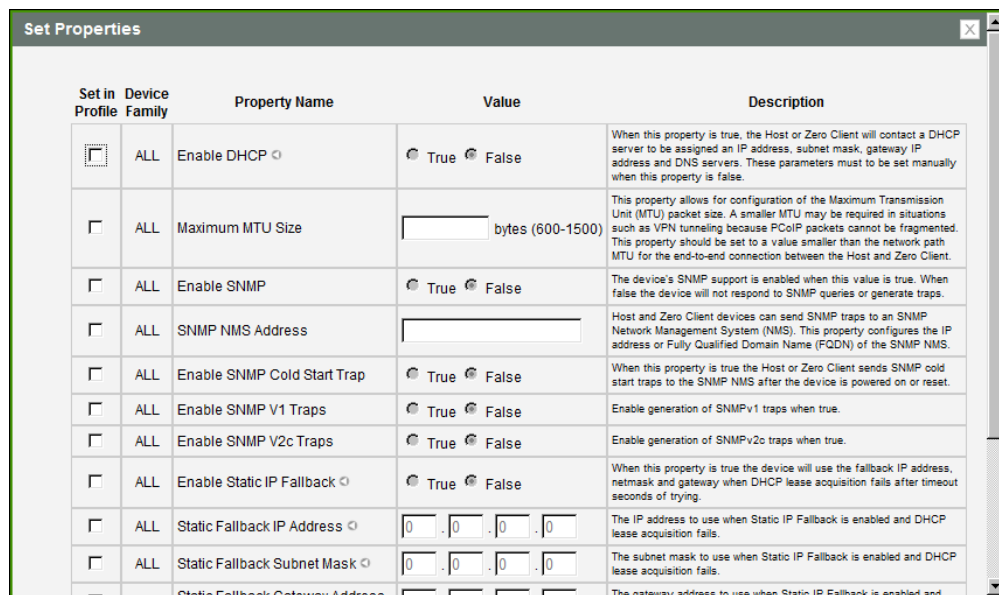 Set Properties
X
Set in Profile
Device Family
Property Name
Value
Description
ALL
Enable DHCP
True False
When this property is true, the Host or Zero Client will contact a DHCP
server to be assigned an IP address, subnet mask, gateway IP
address and DNS servers. These parameters must to be set manually
when this property is false.
ALL
Maximum MTU Size
bytes (600-1500)
This property allows for configuration of the Maximum Transmission
Unit (MTU) packet size. A smaller MTU may be required in situations
such as VPN tunneling because PCoIP packets cannot be fragmented.
This property should be set to a value smaller than the network path
MTU for the end-to-end connection between the Host and Zero Client.
ALL
Enable SNMP
True False
The device's SNMP support is enabled when this value is true. When
false the device will not respond to SNMP queries or generate traps.
ALL
SNMP NMS Address
Host and Zero Client devices can send SNMP traps to an SNMP
Network Management System (NMS). This property configures the IP
address or Fully Qualified Domain Name (FQDN) of the SNMP NMS.
ALL
Enable SNMP Cold Start Trap
True False
When this property is true the Host or Zero Client sends SNMP cold
start traps to the SNMP NMS after the device is powered on or reset.
ALL
Enable SNMP V1 Traps
True False
Enable generation of SNMPv1 traps when true.
ALL
Enable SNMP V2c Traps
True False
Enable generation of SNMPv2c traps when true.
ALL
Enable Static IP Fallback
True False
When this property is true the device will use the fallback IP address,
netmask and gateway when DHCP lease acquisition fails after timeout
seconds of trying.
ALL
Static Fallback IP Address
0 . 0 . 0 . 0
The IP address to use when Static IP Fallback is enabled and DHCP
lease acquisition fails.
ALL
Static Fallback Subnet Mask
0 . 0 . 0 . 0
The subnet mask to use when Static IP Fallback is enabled and DHCP
lease acquisition fails.
Static Fallback Gateway Address
The gateway address to use when Static IP Fallback is enabled and